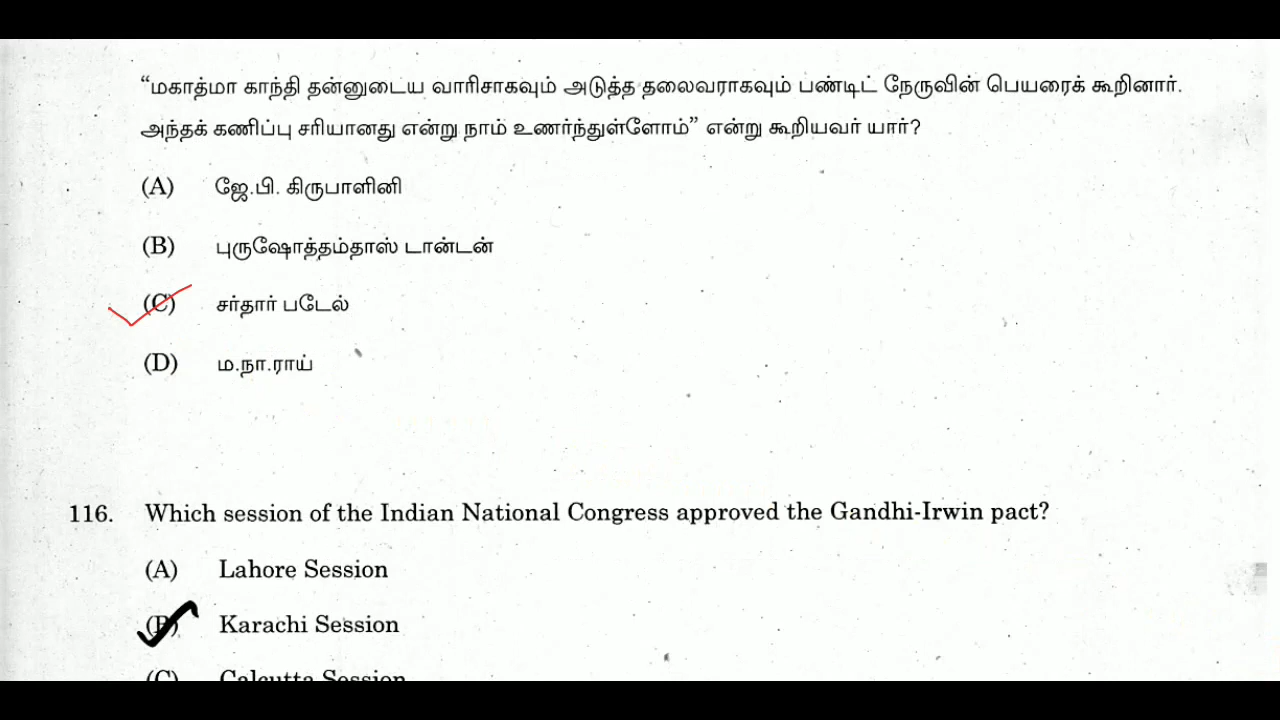 “மகாத்மா காந்தி தன்னுடைய வாரிசாகவும் அடுத்த தலைவராகவும் பண்டிட் நேருவின் பெயரைக் கூறினார்.
அந்தக் கணிப்பு சரியானது என்று நாம் உணர்ந்துள்ளோம்” என்று கூறியவர் யார்?
(A) ஜே.பி. கிருபாளினி
(B) புருஷோத்தம்தாஸ் டான்டன்
(C) சர்தார் படேல்
(D) ம.நா.ராய்
116. Which session of the Indian National Congress approved the Gandhi-Irwin pact?
(A) Lahore Session
(B) Karachi Session
(C) Calcutta Session